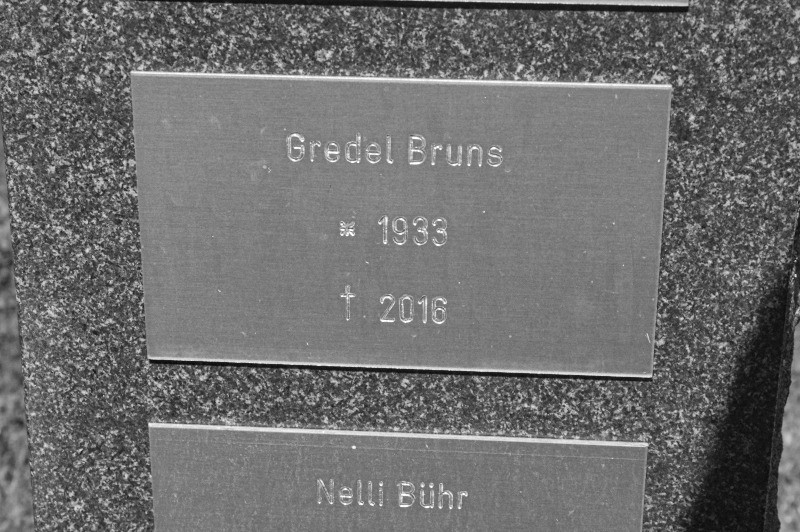 Gredel Bruns
* 1933
† 2016
Nelli Bühr